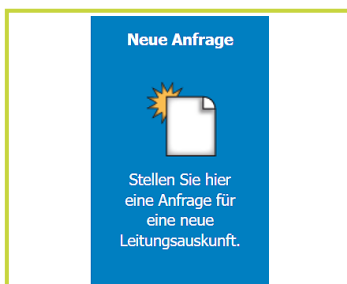 Neue Anfrage
Stellen Sie hier
eine Anfrage für
eine neue
Leitungsauskunft.